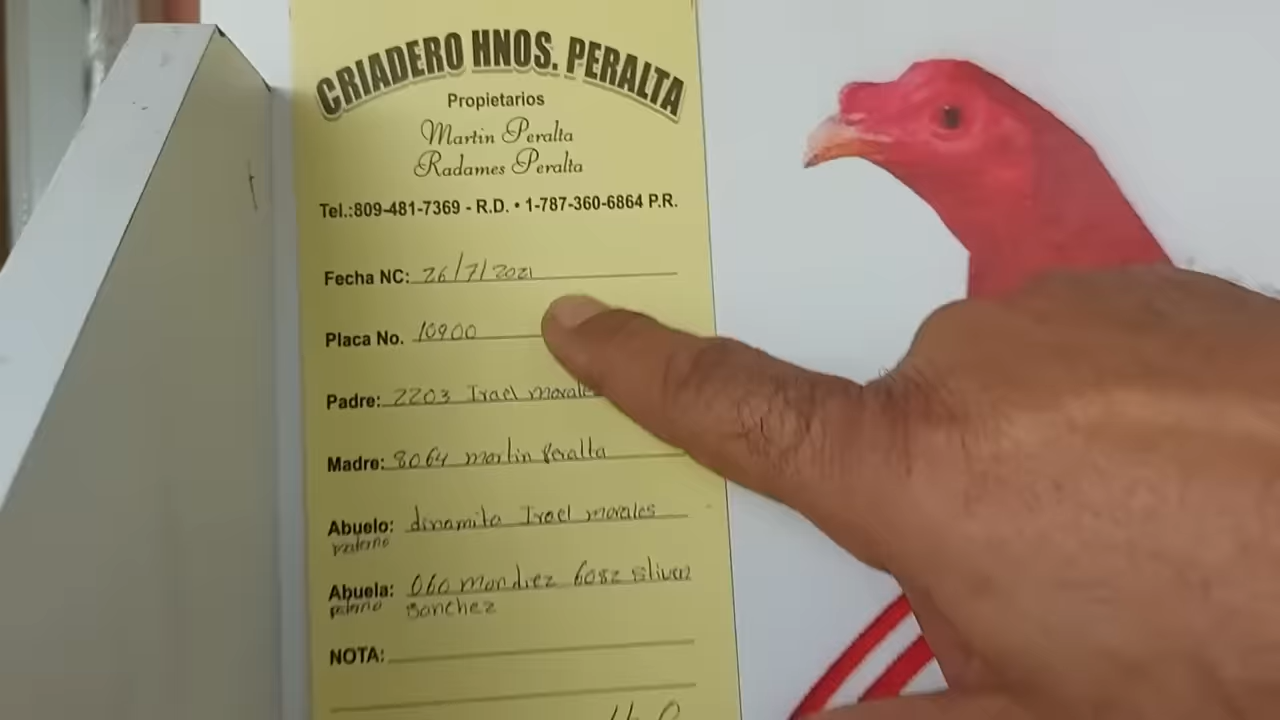 CRIADERO HNOS. PERALTA
Propietarios
Martin Peralta
Radames Peralta
Tel.:809-481-7369 - R.D. • 1-787-360-6864 P.R.
Fecha NC: 26/7/2021
Placa No. 10900
Padre: 2203 Irael morales
Madre: 8064 martin Peralta
Abuelo: dinamita Irael morales
paterno
Abuela: 060 mondiez 6082 Stiven
paterno Sanchez
NOTA: